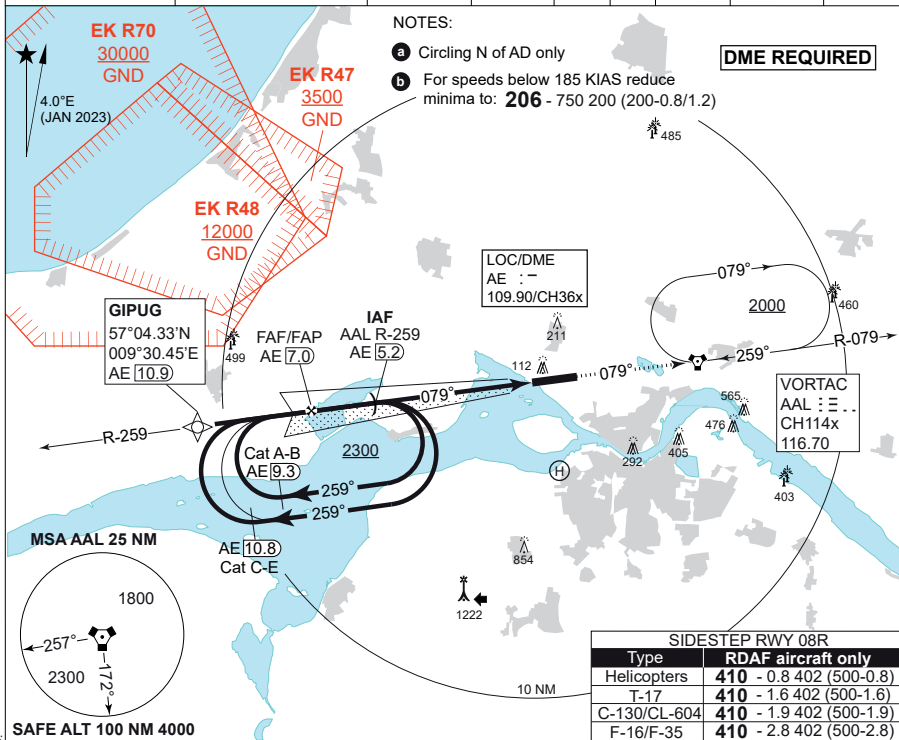 NOTES:
a Circling N of AD only
b For speeds below 185 KIAS reduce
minima to: 206 - 750 200 (200-0.8/1.2)
DME REQUIRED
EK R70
30000
GND
EK R47
3500
GND
EK R48
12000
GND
4.0°E
(JAN 2023)
485
LOC/DME
AE : –
109.90/CH36x
079°
2000
259°
460
R-079
GIPUG
57°04.33'N
009°30.45'E
AE 10.9
499
FAF/FAP
AE 7.0
IAF
AAL R-259
AE 5.2
211
112
079°
079°
R-259
VORTAC
AAL
CH114x
116.70
565
476
405
292
403
H
Cat A-B
AE 9.3
2300
259°
259°
AE 10.8
Cat C-E
854
1222
10 NM
MSA AAL 25 NM
1800
257°
2300
172°
SAFE ALT 100 NM 4000
SIDESTEP RWY 08R
Type RDAF aircraft only
Helicopters 410 - 0.8 402 (500-0.8)
T-17 410 - 1.6 402 (500-1.6)
C-130/CL-604 410 - 1.9 402 (500-1.9)
F-16/F-35 410 - 2.8 402 (500-2.8)